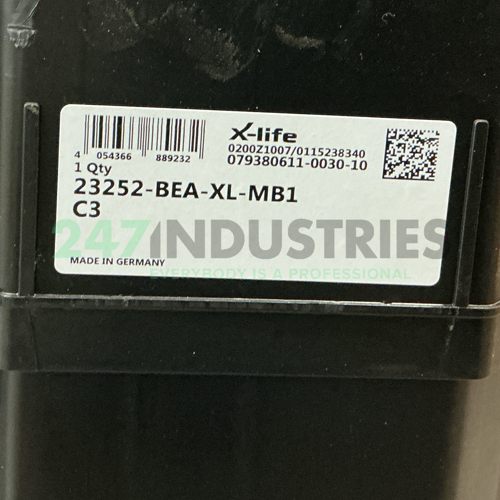 X-life
0200Z1007/0115238340
079380611-0030-10
4 054366 889232
1 Qty
23252-BEA-XL-MB1
C3
247INDUSTRIES
EVERYBODY IS A PROFESSIONAL
MADE IN GERMANY